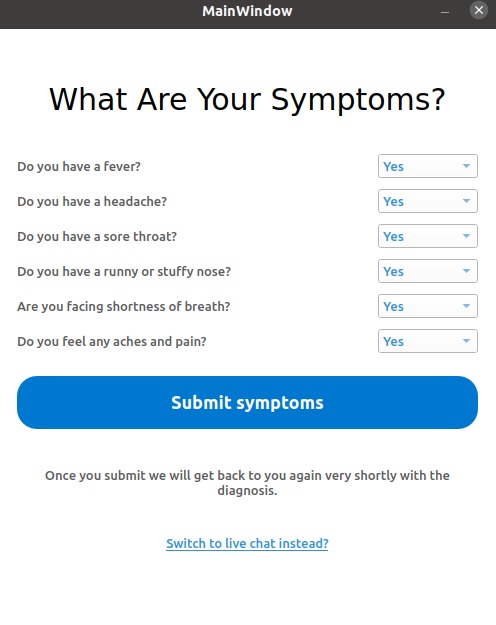 MainWindow
What Are Your Symptoms?
Do you have a fever? Yes
Do you have a headache? Yes
Do you have a sore throat? Yes
Do you have a runny or stuffy nose? Yes
Are you facing shortness of breath? Yes
Do you feel any aches and pain? Yes
Submit symptoms
Once you submit we will get back to you again very shortly with the
diagnosis.
Switch to live chat instead?